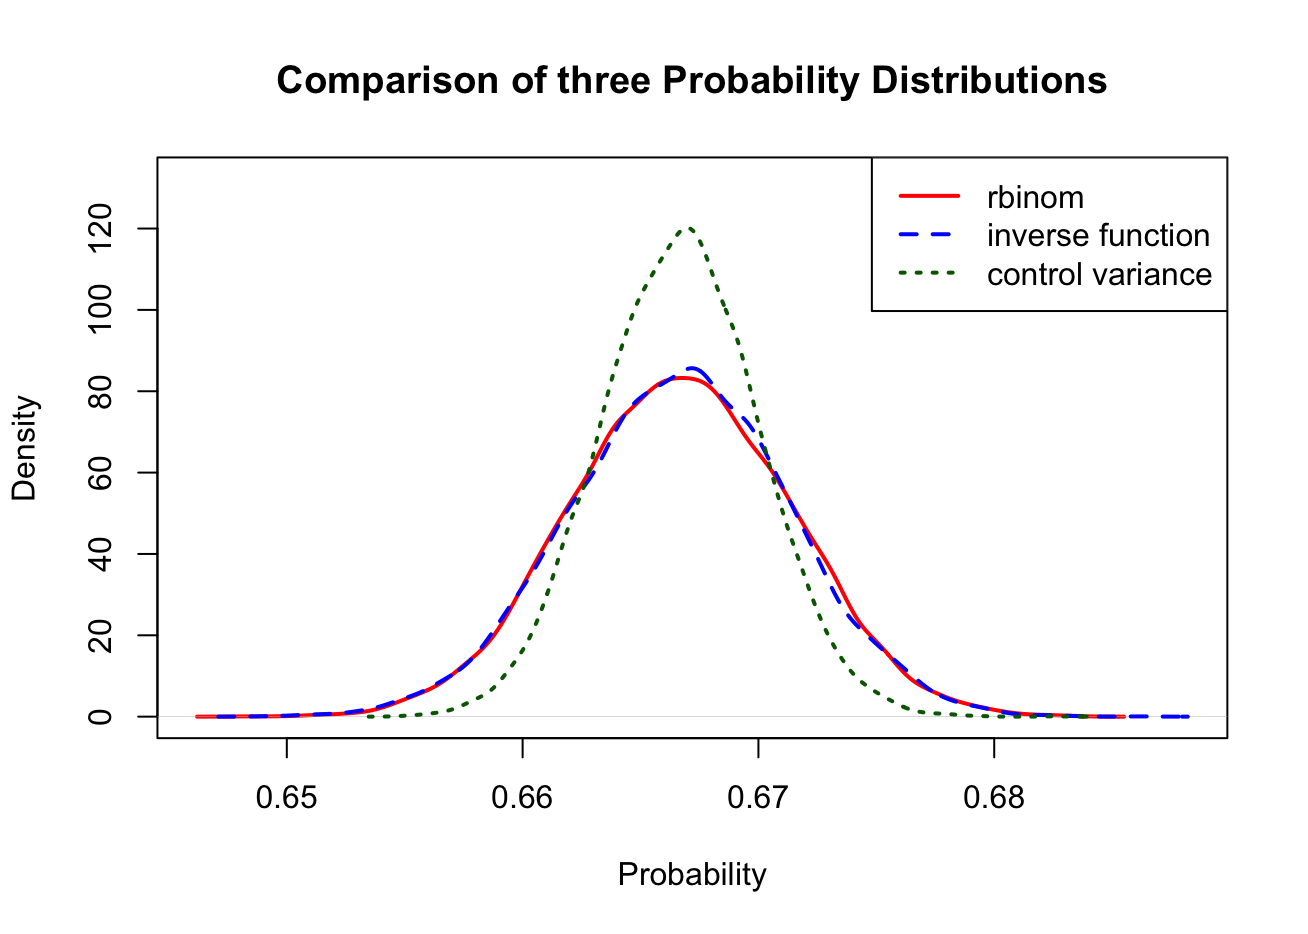 Comparison of three Probability Distributions
rbinom
inverse function
control variance
Density
120
100
80
60
40
20
0
0.65 0.66 0.67 0.68
Probability